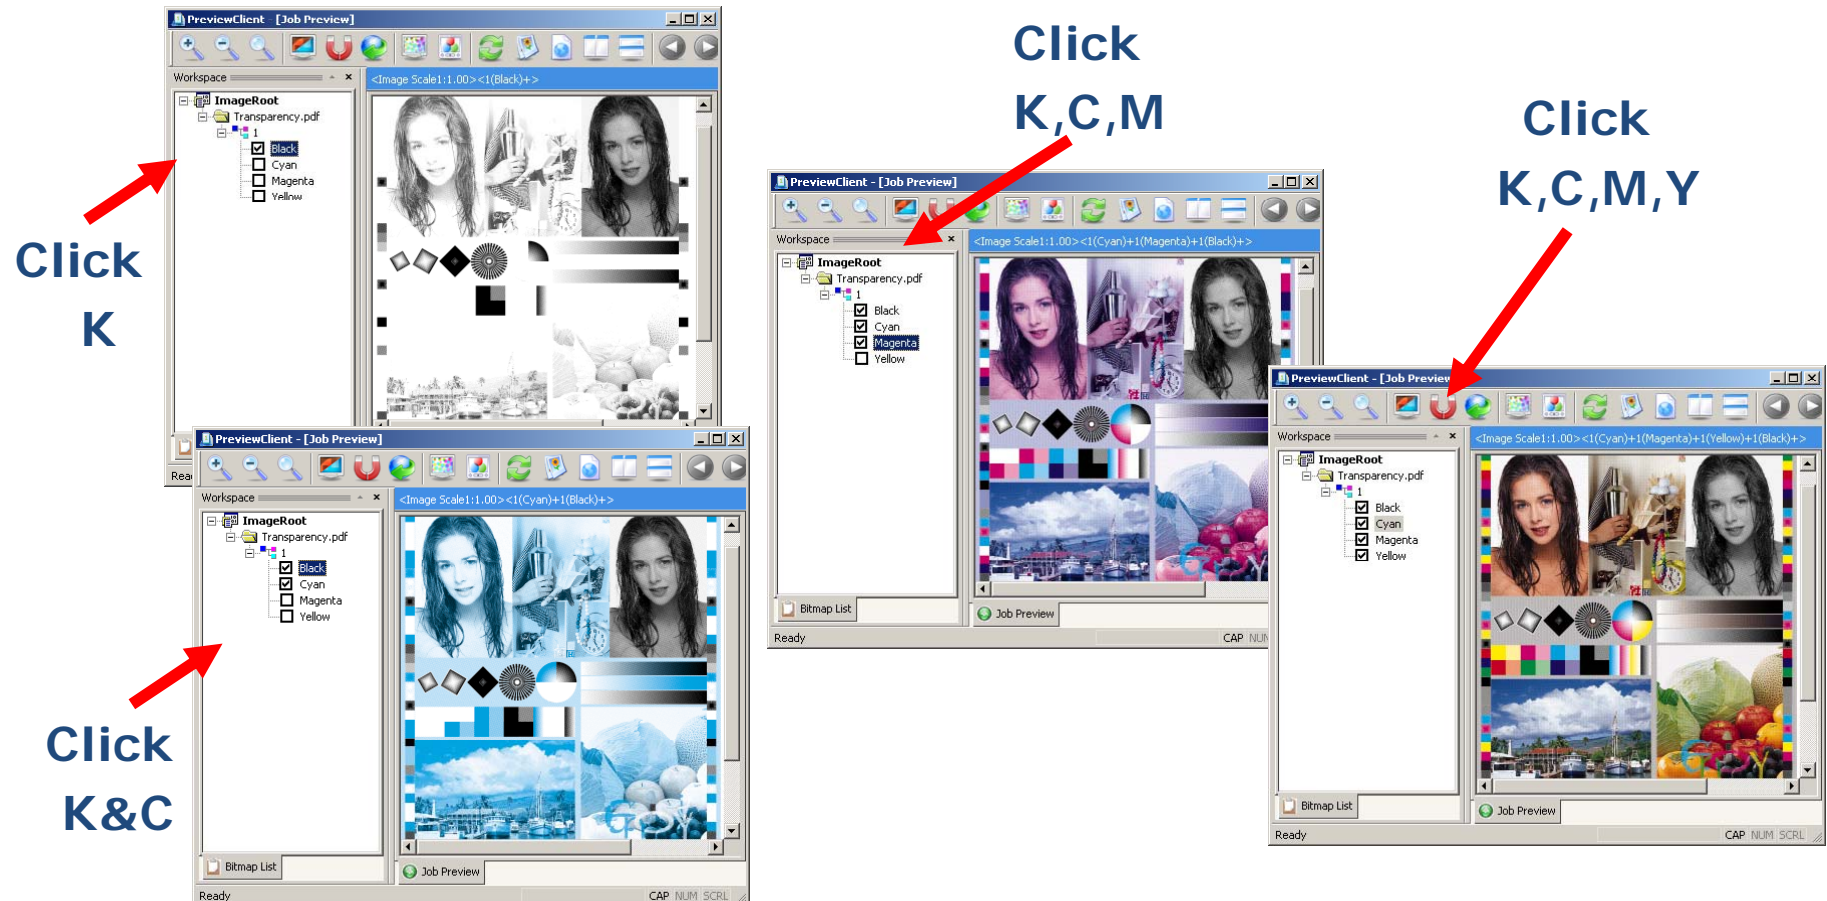 PreviewClient - [Job Preview]
Workspace
<Image Scale1:1.00><1(Black)+>
ImageRoot
Transparency.pdf
1
Black
Cyan
Magenta
Yellow
Click
K
PreviewClient - [Job Preview]
Workspace
<Image Scale1:1.00><1(Cyan)+1(Black)+>
ImageRoot
Transparency.pdf
1
Black
Cyan
Magenta
Yellow
Bitmap List
Job Preview
Ready
CAP NUM SCRL
Click
K&C
Click
K,C,M
PreviewClient - [Job Preview]
Workspace
<Image Scale1:1.00><1(Cyan)+1(Magenta)+1(Black)+>
ImageRoot
Transparency.pdf
1
Black
Cyan
Magenta
Yellow
Bitmap List
Job Preview
Ready
CAP
Click
K,C,M,Y
PreviewClient - [Job Preview
Workspace
<Image Scale1:1.00><1(Cyan)+1(Magenta)+1(Yellow)+1(Black)+>
ImageRoot
Transparency.pdf
1
Black
Cyan
Magenta
Yellow
Bitmap List
Job Preview
Ready
CAP NUM SCRL